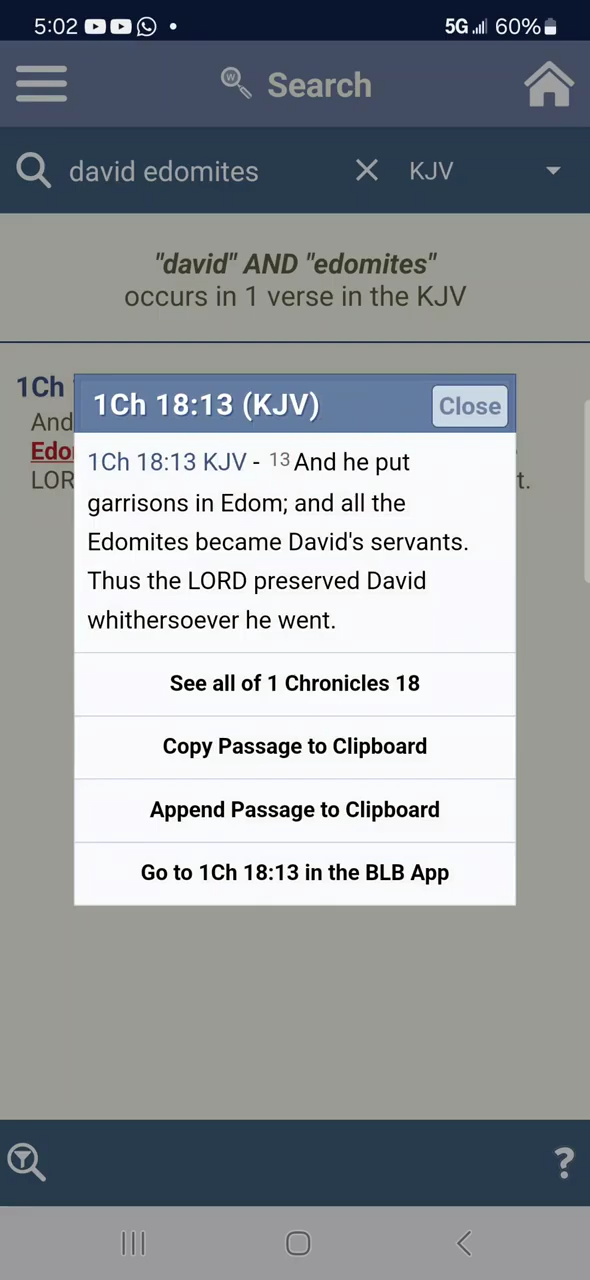 5:02
5G 60%
Search
david edomites KJV
"david" AND "edomites"
occurs in 1 verse in the KJV
1Ch
And
Edo
LOR t.
1Ch 18:13 (KJV) Close
1Ch 18:13 KJV - 13 And he put
garrisons in Edom; and all the
Edomites became David's servants.
Thus the LORD preserved David
whithersoever he went.
See all of 1 Chronicles 18
Copy Passage to Clipboard
Append Passage to Clipboard
Go to 1Ch 18:13 in the BLB App
?